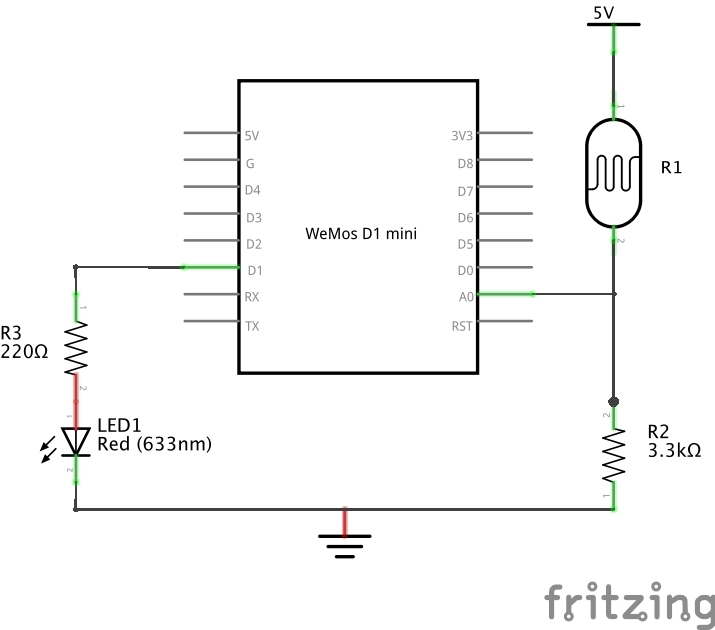 5V
1
R1
2
WeMos D1 mini
5V
G
D4
D3
D2
D1
RX
TX
3V3
D8
D7
D6
D5
D0
A0
RST
1
R3
220Ω
2
1
LED1
Red (633nm)
2
2
R2
3.3kΩ
1
fritzing